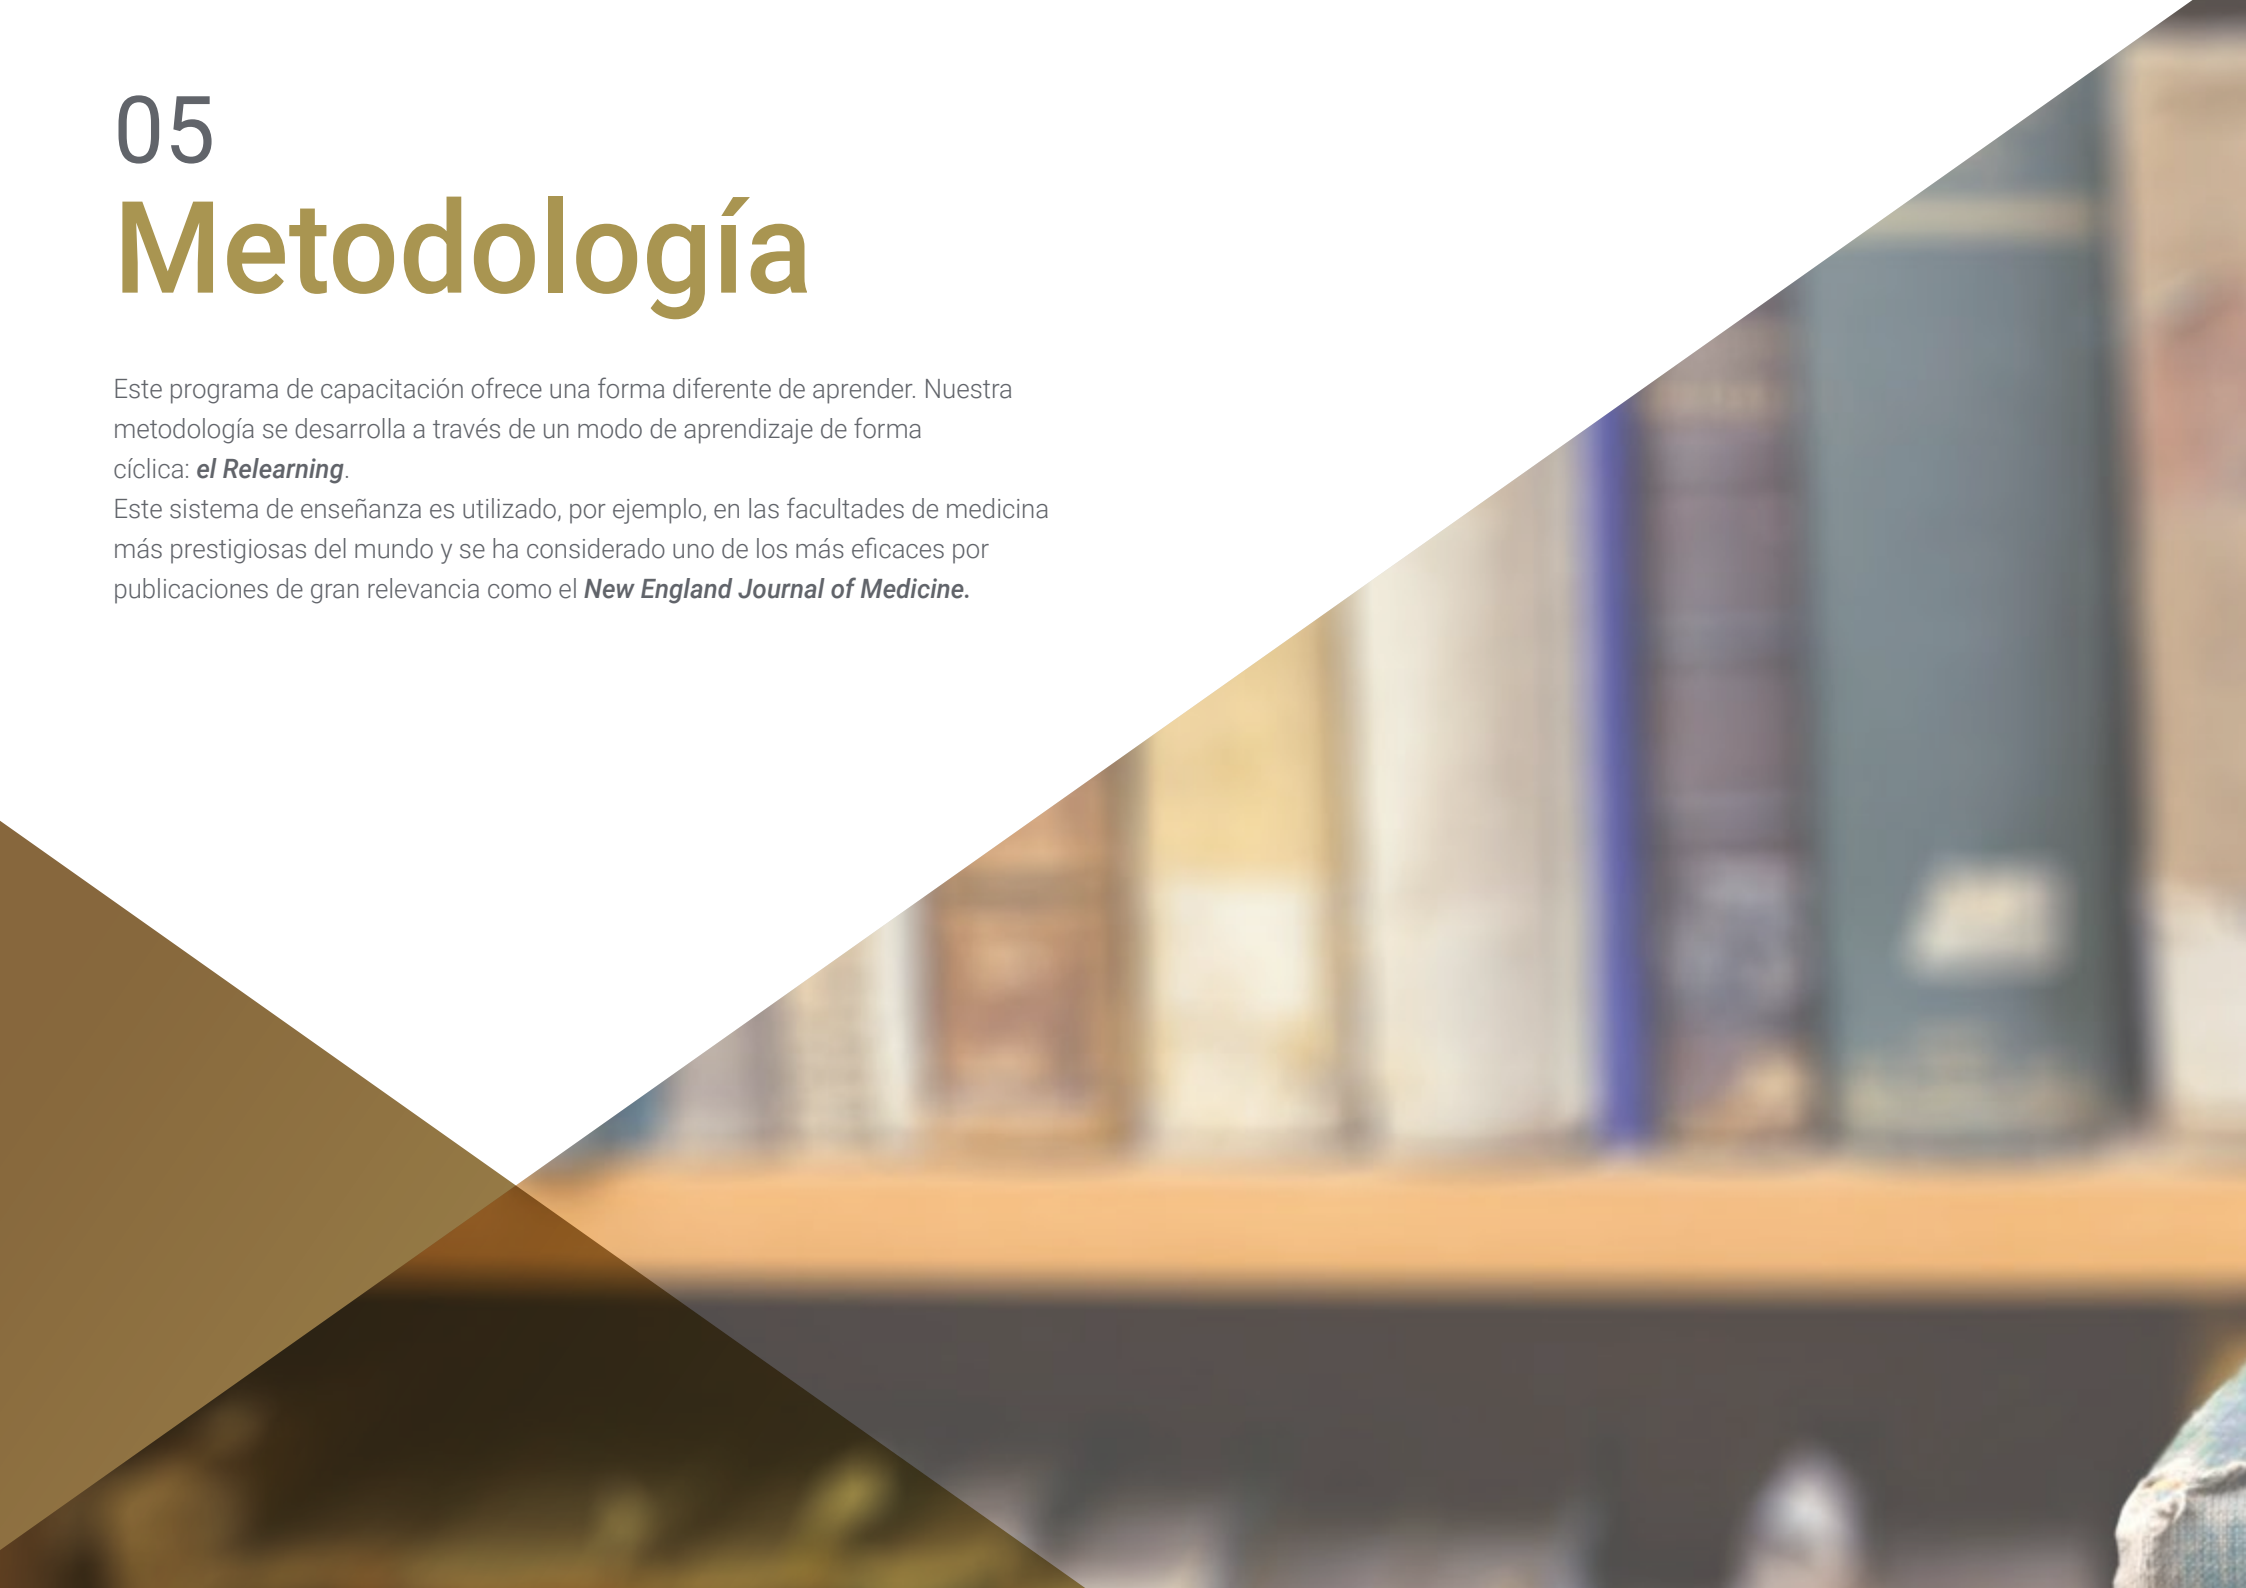 05
Metodología
Este programa de capacitación ofrece una forma diferente de aprender. Nuestra
metodología se desarrolla a través de un modo de aprendizaje de forma
cíclica: el Relearning.
Este sistema de enseñanza es utilizado, por ejemplo, en las facultades de medicina
más prestigiosas del mundo y se ha considerado uno de los más eficaces por
publicaciones de gran relevancia como el New England Journal of Medicine.